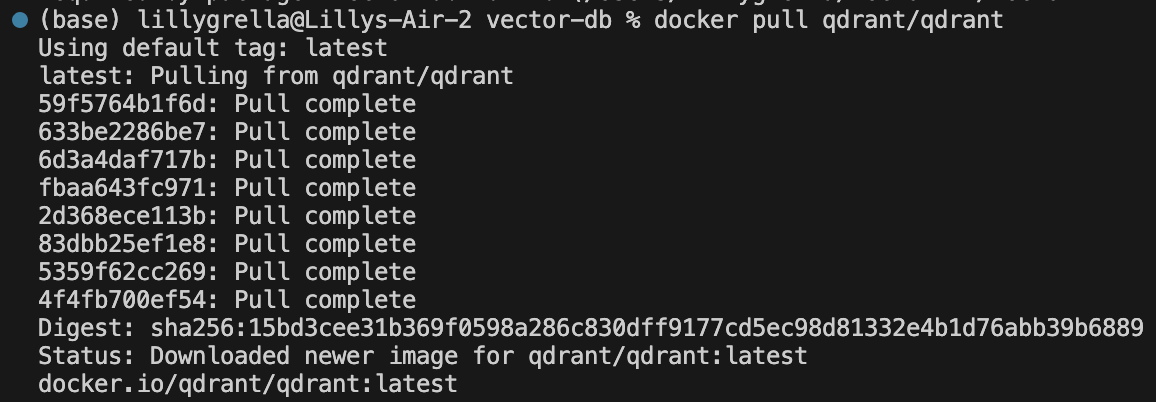 (base) lillygrella@Lillys-Air-2 vector-db % docker pull qdrant/qdrant
Using default tag: latest
latest: Pulling from qdrant/qdrant
59f5764b1f6d: Pull complete
633be2286be7: Pull complete
6d3a4daf717b: Pull complete
fbaa643fc971: Pull complete
2d368ece113b: Pull complete
83dbb25ef1e8: Pull complete
5359f62cc269: Pull complete
4f4fb700ef54: Pull complete
Digest: sha256:15bd3cee31b369f0598a286c830dff9177cd5ec98d81332e4b1d76abb39b6889
Status: Downloaded newer image for qdrant/qdrant:latest
docker.io/qdrant/qdrant:latest